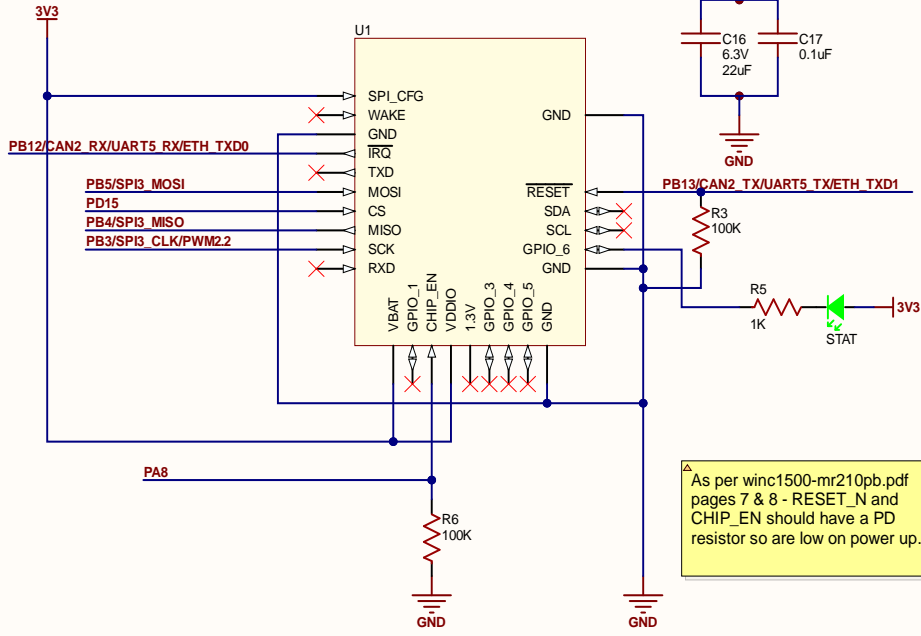 3V3
U1
C16
6.3V
22uF
C17
0.1uF
GND
SPI_CFG
WAKE
GND
IRQ
TXD
MOSI
CS
MISO
SCK
RXD
GND
RESET
SDA
SCL
GPIO_6
GND
VBAT
GPIO_1
CHIP_EN
VDDIO
1.3V
GPIO_3
GPIO_4
GPIO_5
GND
PB12/CAN2_RX/UART5_RX/ETH_TXD0
PB5/SPI3_MOSI
PD15
PB4/SPI3_MISO
PB3/SPI3_CLK/PWM2.2
PB13/CAN2_TX/UART5_TX/ETH_TXD1
R3
100K
R5
1K
STAT
3V3
PA8
R6
100K
GND
GND
As per winc1500-mr210pb.pdf
pages 7 & 8 - RESET_N and
CHIP_EN should have a PD
resistor so are low on power up.